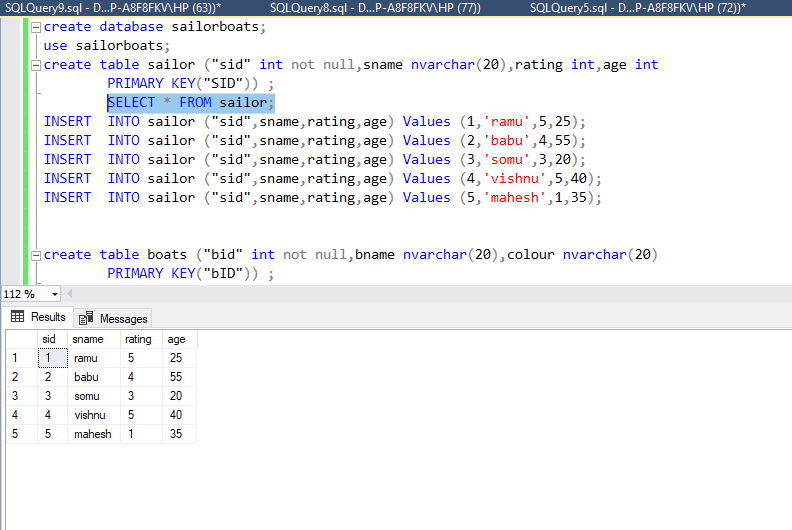 SQLQuery9.sql - D...P-A8F8FKV\HP (63))* SQLQuery8.sql - D...P-A8F8FKV\HP (77)) SQLQuery5.sql - D...P-A8F8FKV\HP (72))*
create database sailorboats;
use sailorboats;
create table sailor ("sid" int not null,sname nvarchar(20),rating int,age int
PRIMARY KEY("SID")) ;
SELECT * FROM sailor;
INSERT INTO sailor ("sid",sname,rating,age) Values (1,'ramu',5,25);
INSERT INTO sailor ("sid",sname,rating,age) Values (2,'babu',4,55);
INSERT INTO sailor ("sid",sname,rating,age) Values (3,'somu',3,20);
INSERT INTO sailor ("sid",sname,rating,age) Values (4,'vishnu',5,40);
INSERT INTO sailor ("sid",sname,rating,age) Values (5,'mahesh',1,35);
create table boats ("bid" int not null,bname nvarchar(20),colour nvarchar(20)
PRIMARY KEY("bID")) ;
112 %
Results Messages
sid sname rating age
1 1 ramu 5 25
2 2 babu 4 55
3 3 somu 3 20
4 4 vishnu 5 40
5 5 mahesh 1 35